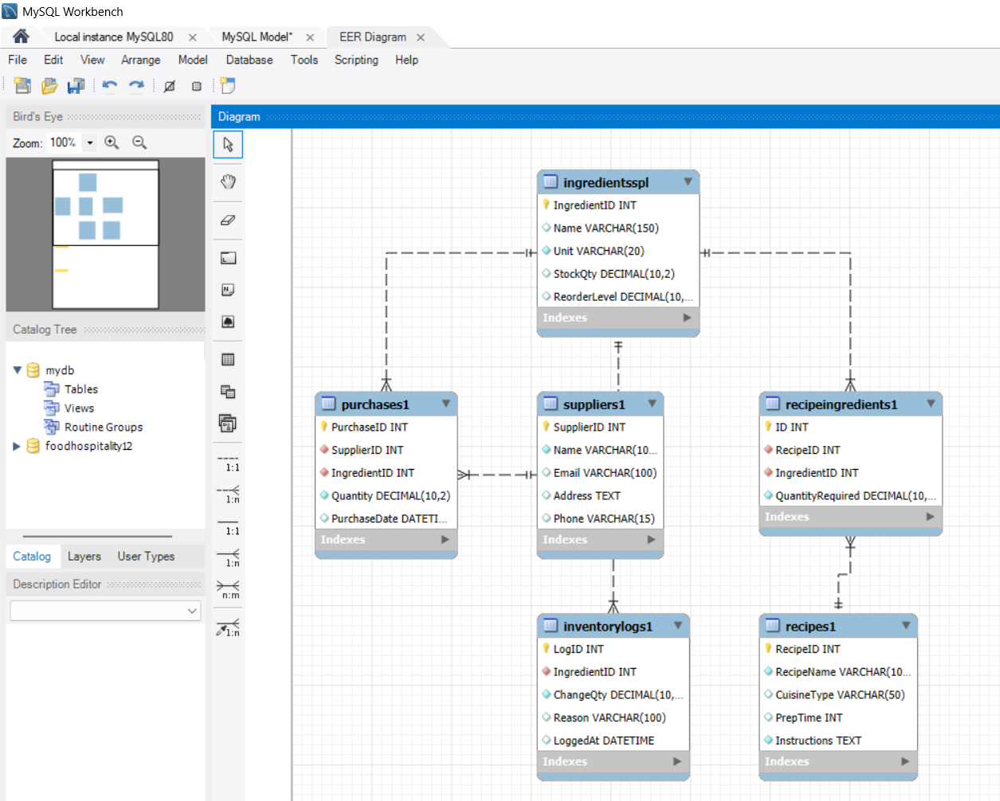 MySQL Workbench
Local instance MySQL80
MySQL Model*
EER Diagram
File Edit View Arrange Model Database Tools Scripting Help
Bird's Eye
Zoom: 100%
Diagram
Catalog Tree
mydb
Tables
Views
Routine Groups
foodhospitality12
Catalog Layers User Types
Description Editor
L
N
1:1
1:n
1:1
1:n
n:m
1:n
ingredientsspl
IngredientID INT
Name VARCHAR(150)
Unit VARCHAR(20)
StockQty DECIMAL(10,2)
ReorderLevel DECIMAL(10,...
Indexes
purchases1
PurchaseID INT
SupplierID INT
IngredientID INT
Quantity DECIMAL(10,2)
PurchaseDate DATETI...
Indexes
suppliers1
SupplierID INT
Name VARCHAR(10...
Email VARCHAR(100)
Address TEXT
Phone VARCHAR(15)
Indexes
recipeingredients1
ID INT
RecipeID INT
IngredientID INT
QuantityRequired DECIMAL(10,...
Indexes
inventorylogs1
LogID INT
IngredientID INT
ChangeQty DECIMAL(10,...
Reason VARCHAR(100)
LoggedAt DATETIME
Indexes
recipes1
RecipeID INT
RecipeName VARCHAR(10...
CuisineType VARCHAR(50)
PrepTime INT
Instructions TEXT
Indexes